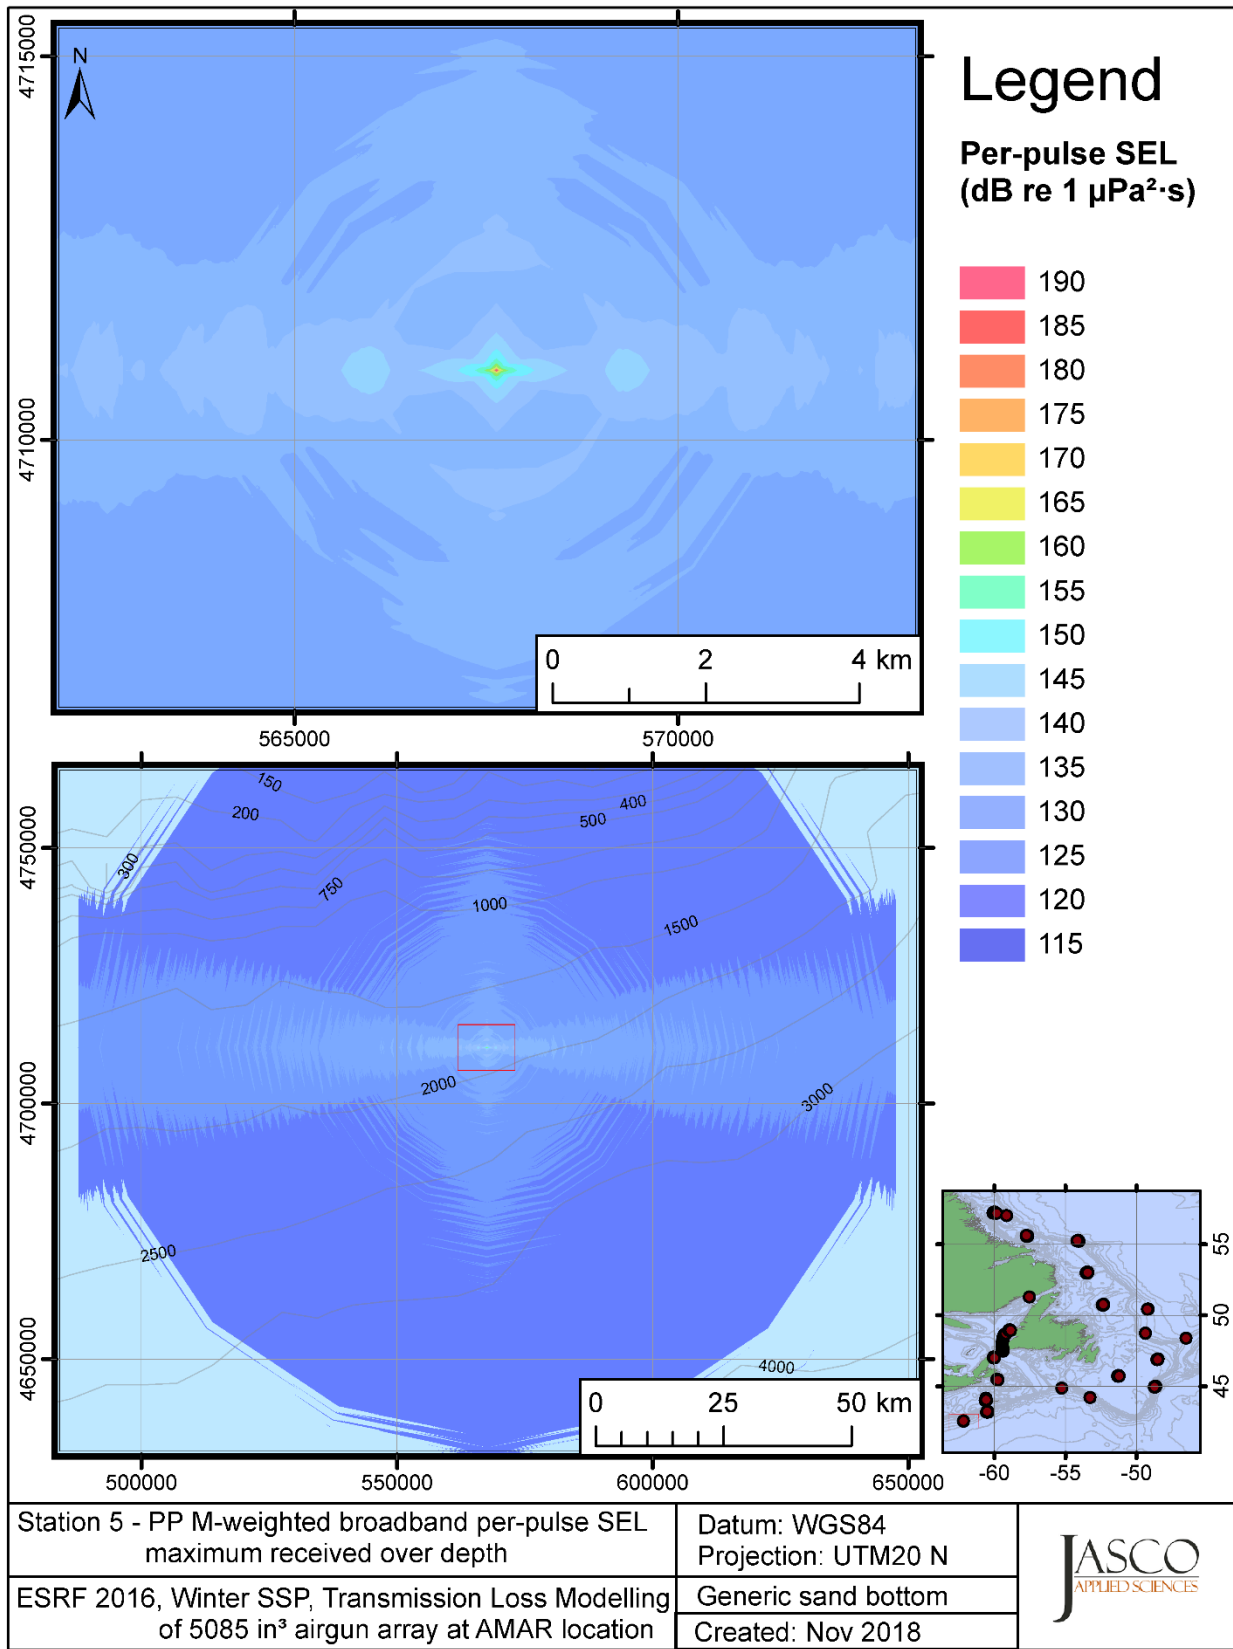 4715000
N
4710000
0 2 4 km
565000 570000
Legend
Per-pulse SEL
(dB re 1 µPa²·s)
190
185
180
175
170
165
160
155
150
145
140
135
130
125
120
115
150
200
300
400
500
750
1000
1500
2000
3000
2500
4000
4750000
4700000
4650000
0 25 50 km
500000 550000 600000 650000
55
50
45
-60 -55 -50
Station 5 - PP M-weighted broadband per-pulse SEL
maximum received over depth
ESRF 2016, Winter SSP, Transmission Loss Modelling
of 5085 in³ airgun array at AMAR location
Datum: WGS84
Projection: UTM20 N
Generic sand bottom
Created: Nov 2018
JASCO
APPLIED SCIENCES